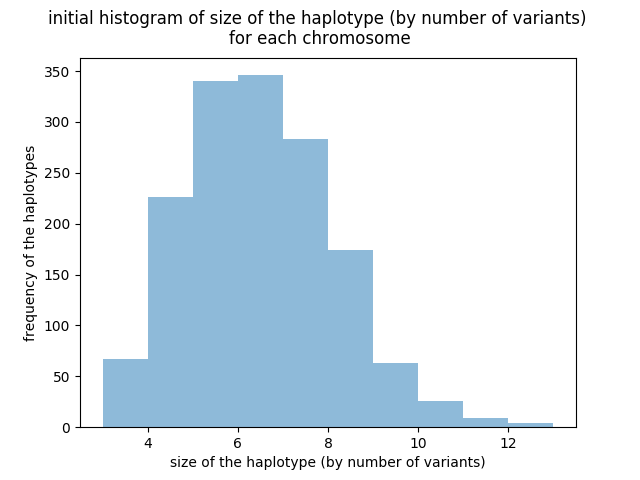 initial histogram of size of the haplotype (by number of variants)
for each chromosome
frequency of the haplotypes
350
300
250
200
150
100
50
0
4 6 8 10 12
size of the haplotype (by number of variants)